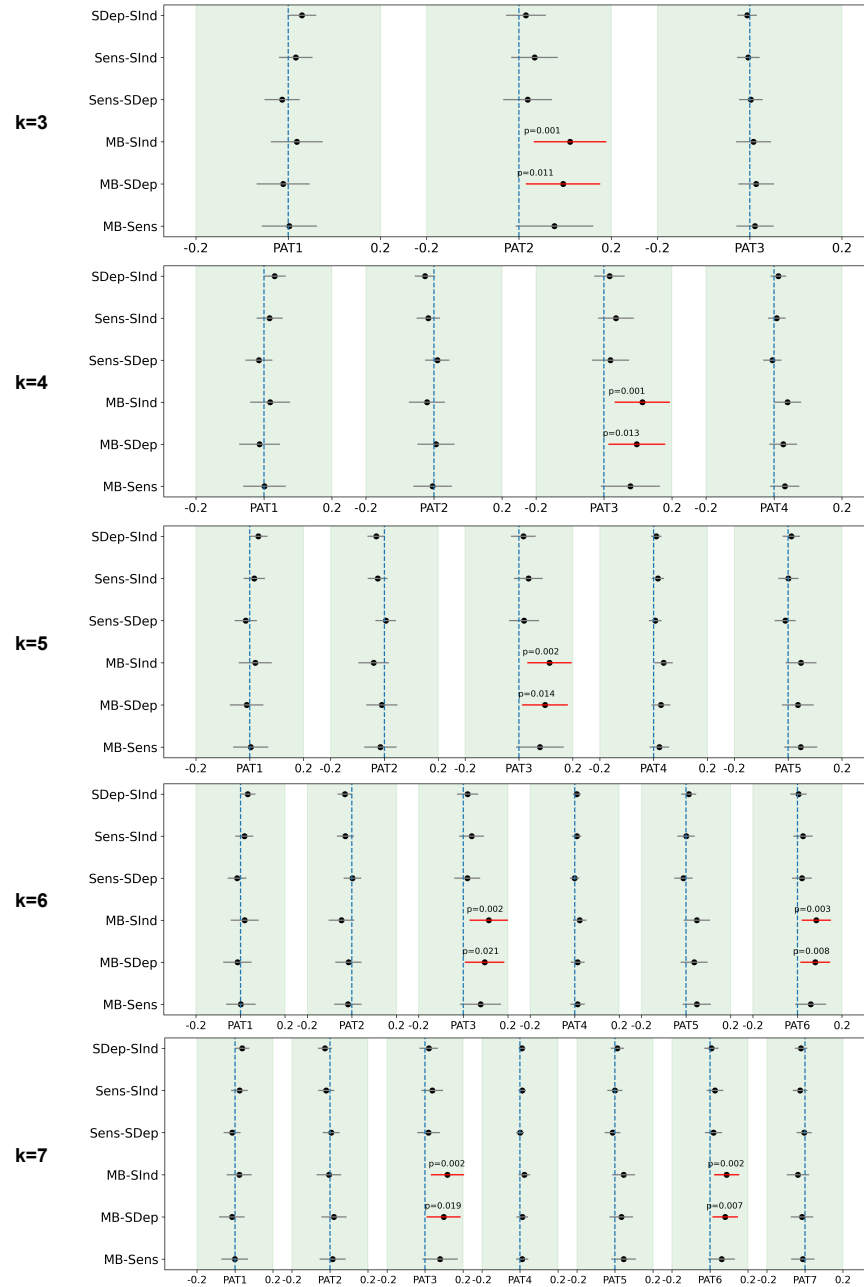 k=3
SDep-SInd
Sens-SInd
Sens-SDep
MB-SInd
MB-SDep
MB-Sens
p=0.001
p=0.011
-0.2 PAT1 0.2 -0.2 PAT2 0.2 -0.2 PAT3 0.2
k=4
SDep-SInd
Sens-SInd
Sens-SDep
MB-SInd
MB-SDep
MB-Sens
p=0.001
p=0.013
-0.2 PAT1 0.2 -0.2 PAT2 0.2 -0.2 PAT3 0.2 -0.2 PAT4 0.2
k=5
SDep-SInd
Sens-SInd
Sens-SDep
MB-SInd
MB-SDep
MB-Sens
p=0.002
p=0.014
-0.2 PAT1 0.2 -0.2 PAT2 0.2 -0.2 PAT3 0.2 -0.2 PAT4 0.2 -0.2 PAT5 0.2
k=6
SDep-SInd
Sens-SInd
Sens-SDep
MB-SInd
MB-SDep
MB-Sens
p=0.002 p=0.003
p=0.021 p=0.008
-0.2 PAT1 0.2 -0.2 PAT2 0.2 -0.2 PAT3 0.2 -0.2 PAT4 0.2 -0.2 PAT5 0.2 -0.2 PAT6 0.2
k=7
SDep-SInd
Sens-SInd
Sens-SDep
MB-SInd
MB-SDep
MB-Sens
p=0.002 p=0.002
p=0.019 p=0.007
-0.2 PAT1 0.2 -0.2 PAT2 0.2 -0.2 PAT3 0.2 -0.2 PAT4 0.2 -0.2 PAT5 0.2 -0.2 PAT6 0.2 -0.2 PAT7 0.2